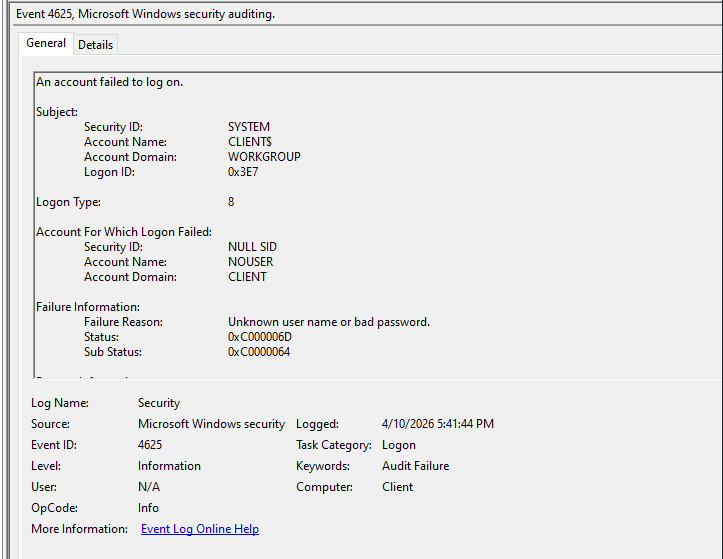 Event 4625, Microsoft Windows security auditing.
General Details
An account failed to log on.
Subject:
Security ID: SYSTEM
Account Name: CLIENT$
Account Domain: WORKGROUP
Logon ID: 0x3E7
Logon Type: 8
Account For Which Logon Failed:
Security ID: NULL SID
Account Name: NOUSER
Account Domain: CLIENT
Failure Information:
Failure Reason: Unknown user name or bad password.
Status: 0xC000006D
Sub Status: 0xC0000064
Log Name: Security
Source: Microsoft Windows security Logged: 4/10/2026 5:41:44 PM
Event ID: 4625 Task Category: Logon
Level: Information Keywords: Audit Failure
User: N/A Computer: Client
OpCode: Info
More Information: Event Log Online Help